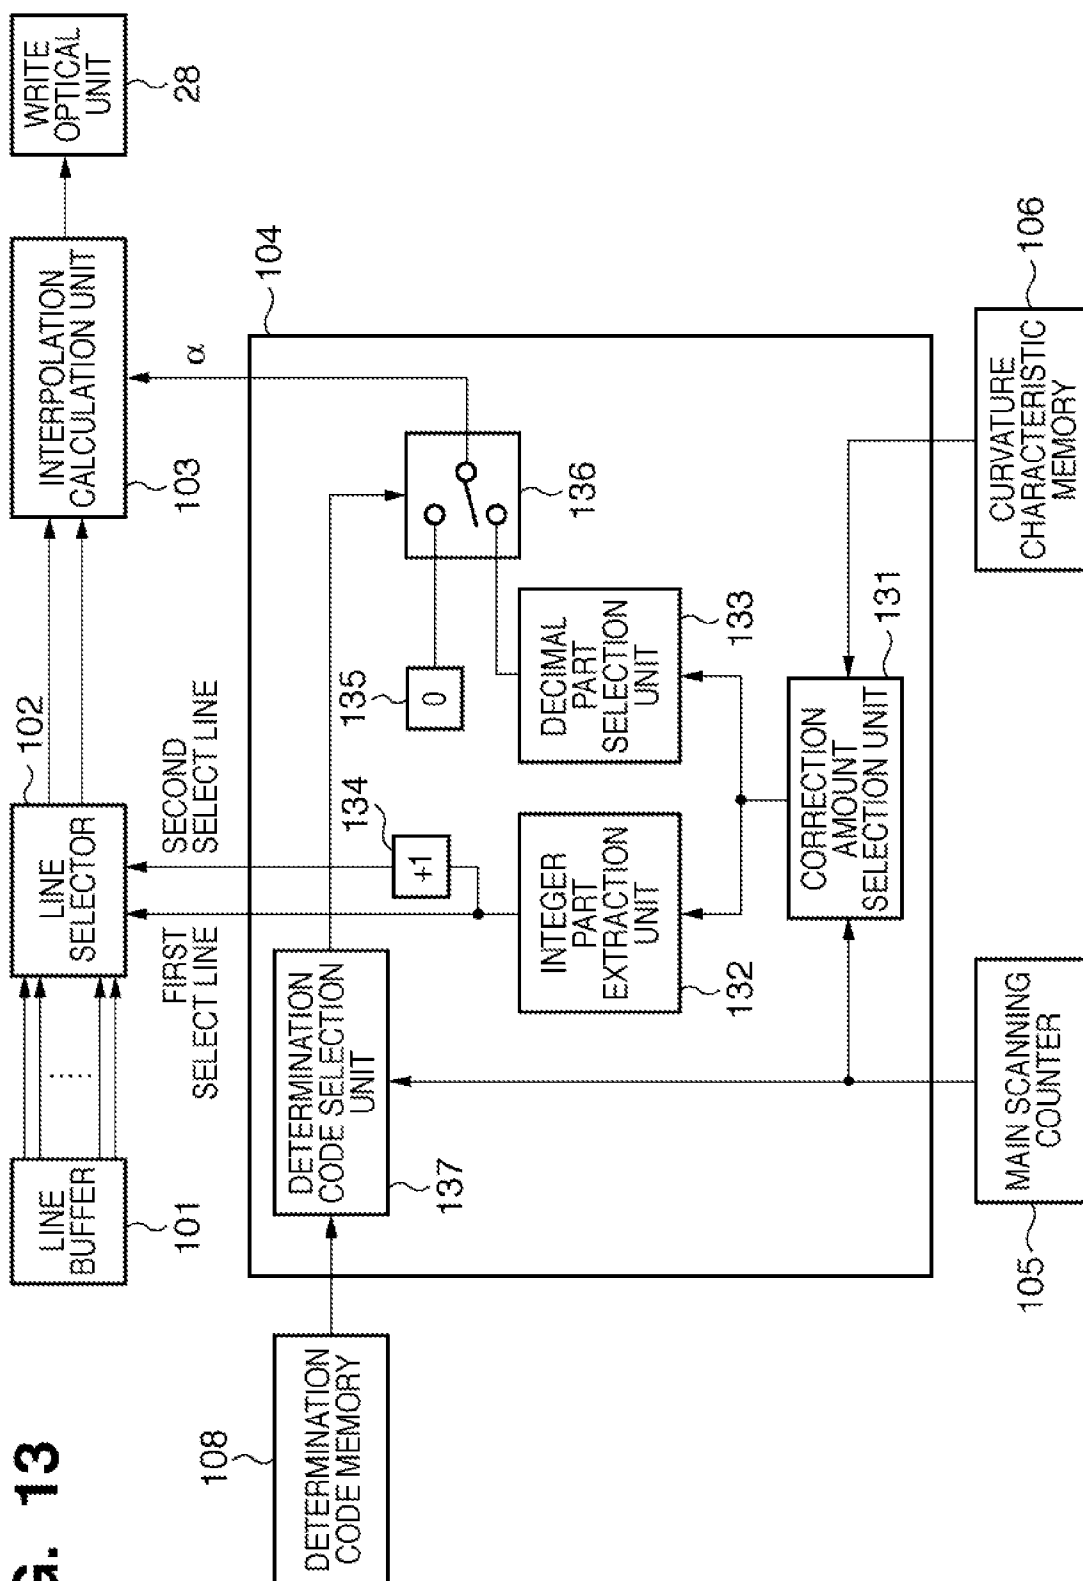 G. 13
LINE
BUFFER
101
.....
LINE
SELECTOR
102
INTERPOLATION
CALCULATION UNIT
103
WRITE
OPTICAL
UNIT
28
FIRST
SELECT LINE
SECOND
SELECT LINE
α
104
108
DETERMINATION
CODE MEMORY
DETERMINATION
CODE SELECTION
UNIT
137
+1
134
0
135
136
INTEGER
PART
EXTRACTION
UNIT
132
DECIMAL
PART
SELECTION
UNIT
133
CORRECTION
AMOUNT
SELECTION UNIT
131
MAIN SCANNING
COUNTER
105
CURVATURE
CHARACTERISTIC
MEMORY
106